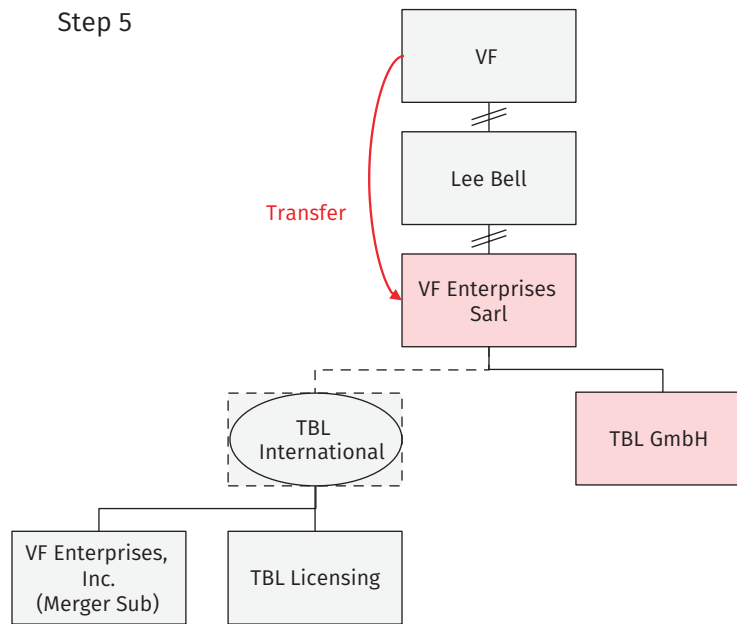 Step 5
VF
Lee Bell
Transfer
VF Enterprises
Sarl
TBL
International
TBL GmbH
VF Enterprises,
Inc.
(Merger Sub)
TBL Licensing